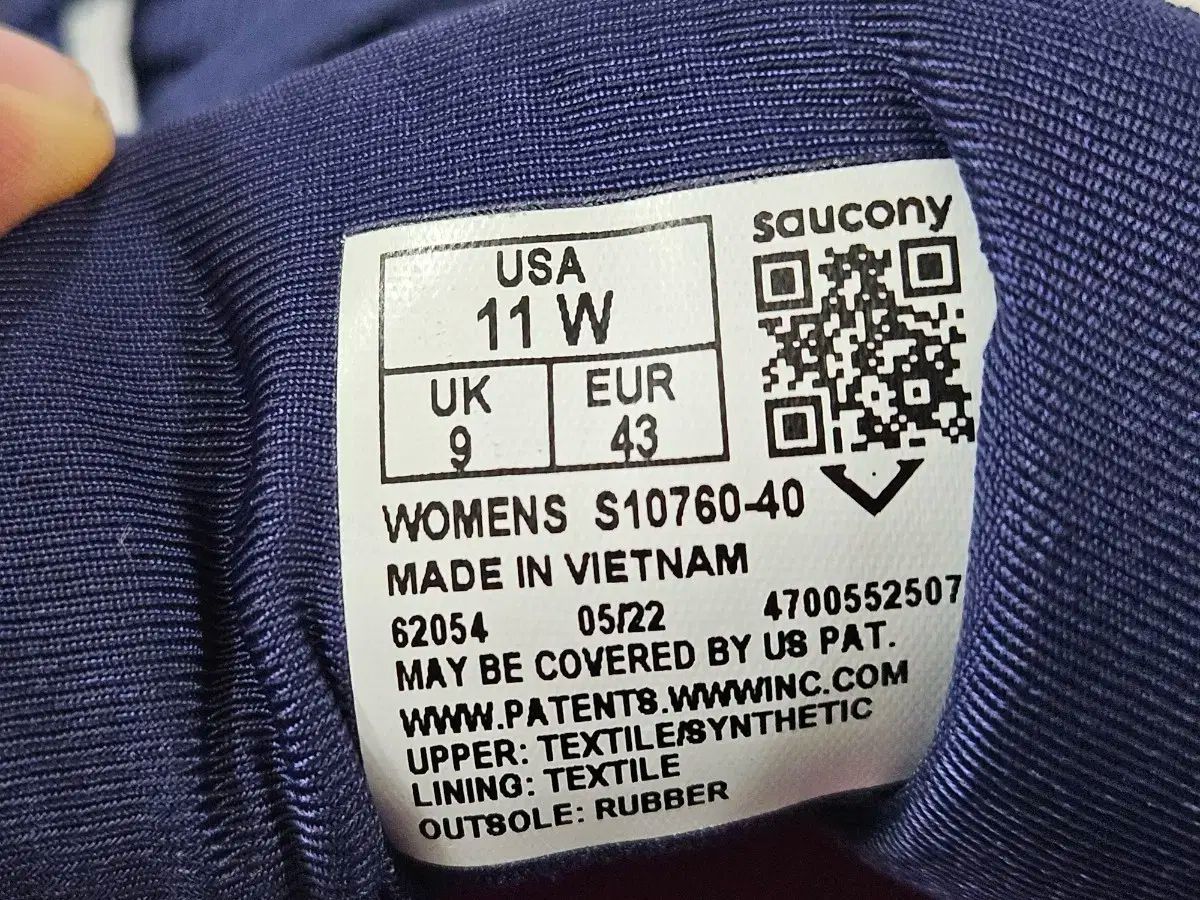 saucony
USA
11 W
UK
9
EUR
43
WOMENS S10760-40
MADE IN VIETNAM
62054 05/22 4700552507
MAY BE COVERED BY US PAT.
WWW.PATENTS.WWWINC.COM
UPPER: TEXTILE/SYNTHETIC
LINING: TEXTILE
OUTSOLE: RUBBER